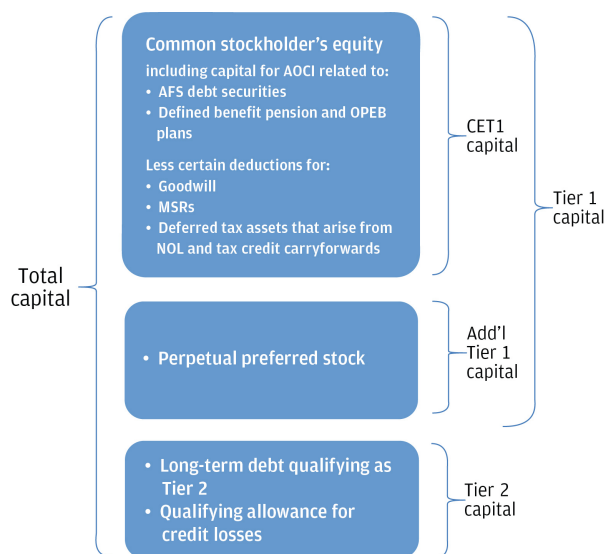 Common stockholder's equity
including capital for AOCI related to:
• AFS debt securities
• Defined benefit pension and OPEB
plans
Less certain deductions for:
• Goodwill
• MSRs
• Deferred tax assets that arise from
NOL and tax credit carryforwards
CET1
capital
Tier 1
capital
Total
capital
• Perpetual preferred stock
Add'l
Tier 1
capital
• Long-term debt qualifying as
Tier 2
• Qualifying allowance for
credit losses
Tier 2
capital